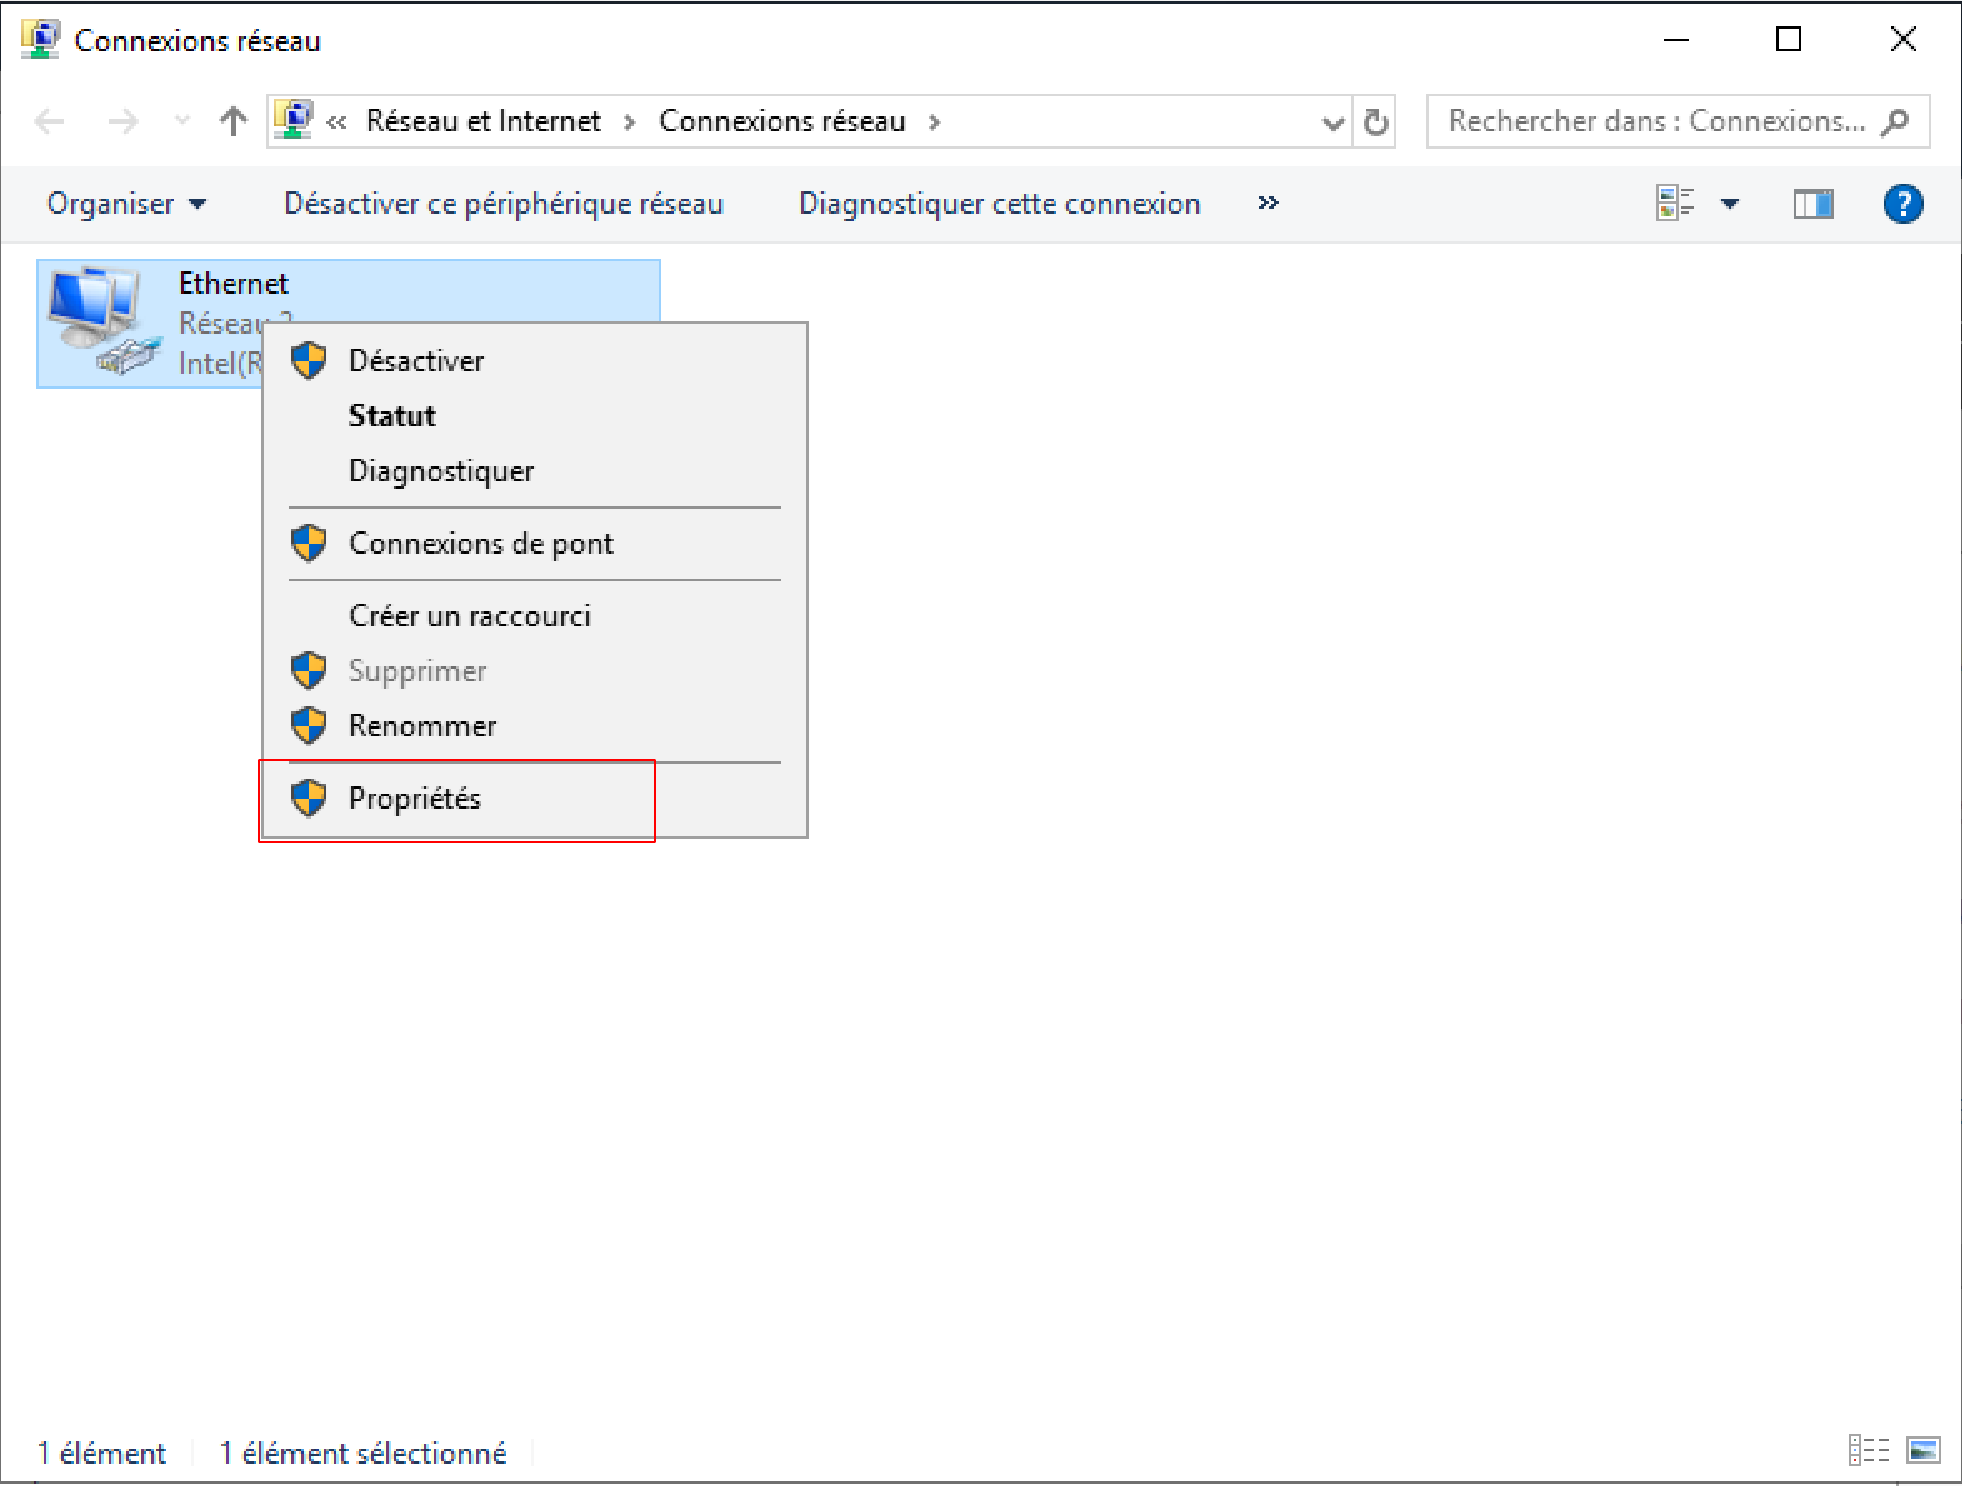 Connexions réseau
« Réseau et Internet › Connexions réseau ›
Rechercher dans : Connexions...
Organiser
Désactiver ce périphérique réseau
Diagnostiquer cette connexion
»
Ethernet
Réseau
Intel(R
Désactiver
Statut
Diagnostiquer
Connexions de pont
Créer un raccourci
Supprimer
Renommer
Propriétés
1 élément
1 élément sélectionné